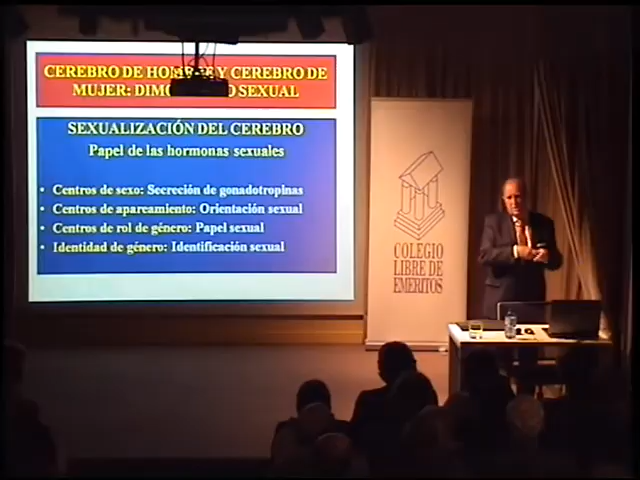 CEREBRO DE Y CEREBRO DE
MUJER: SEXUAL
SEXUALIZACIÓN DEL CEREBRO
Papel de las hormonas sexuales
• Centros de sexo: Secreción de gonadotropinas
• Centros de apareamiento: Orientación sexual
• Centros de rol de género: Papel sexual
• Identidad de género: Identificación sexual
COLEGIO
LIBRE DE
EMERITOS